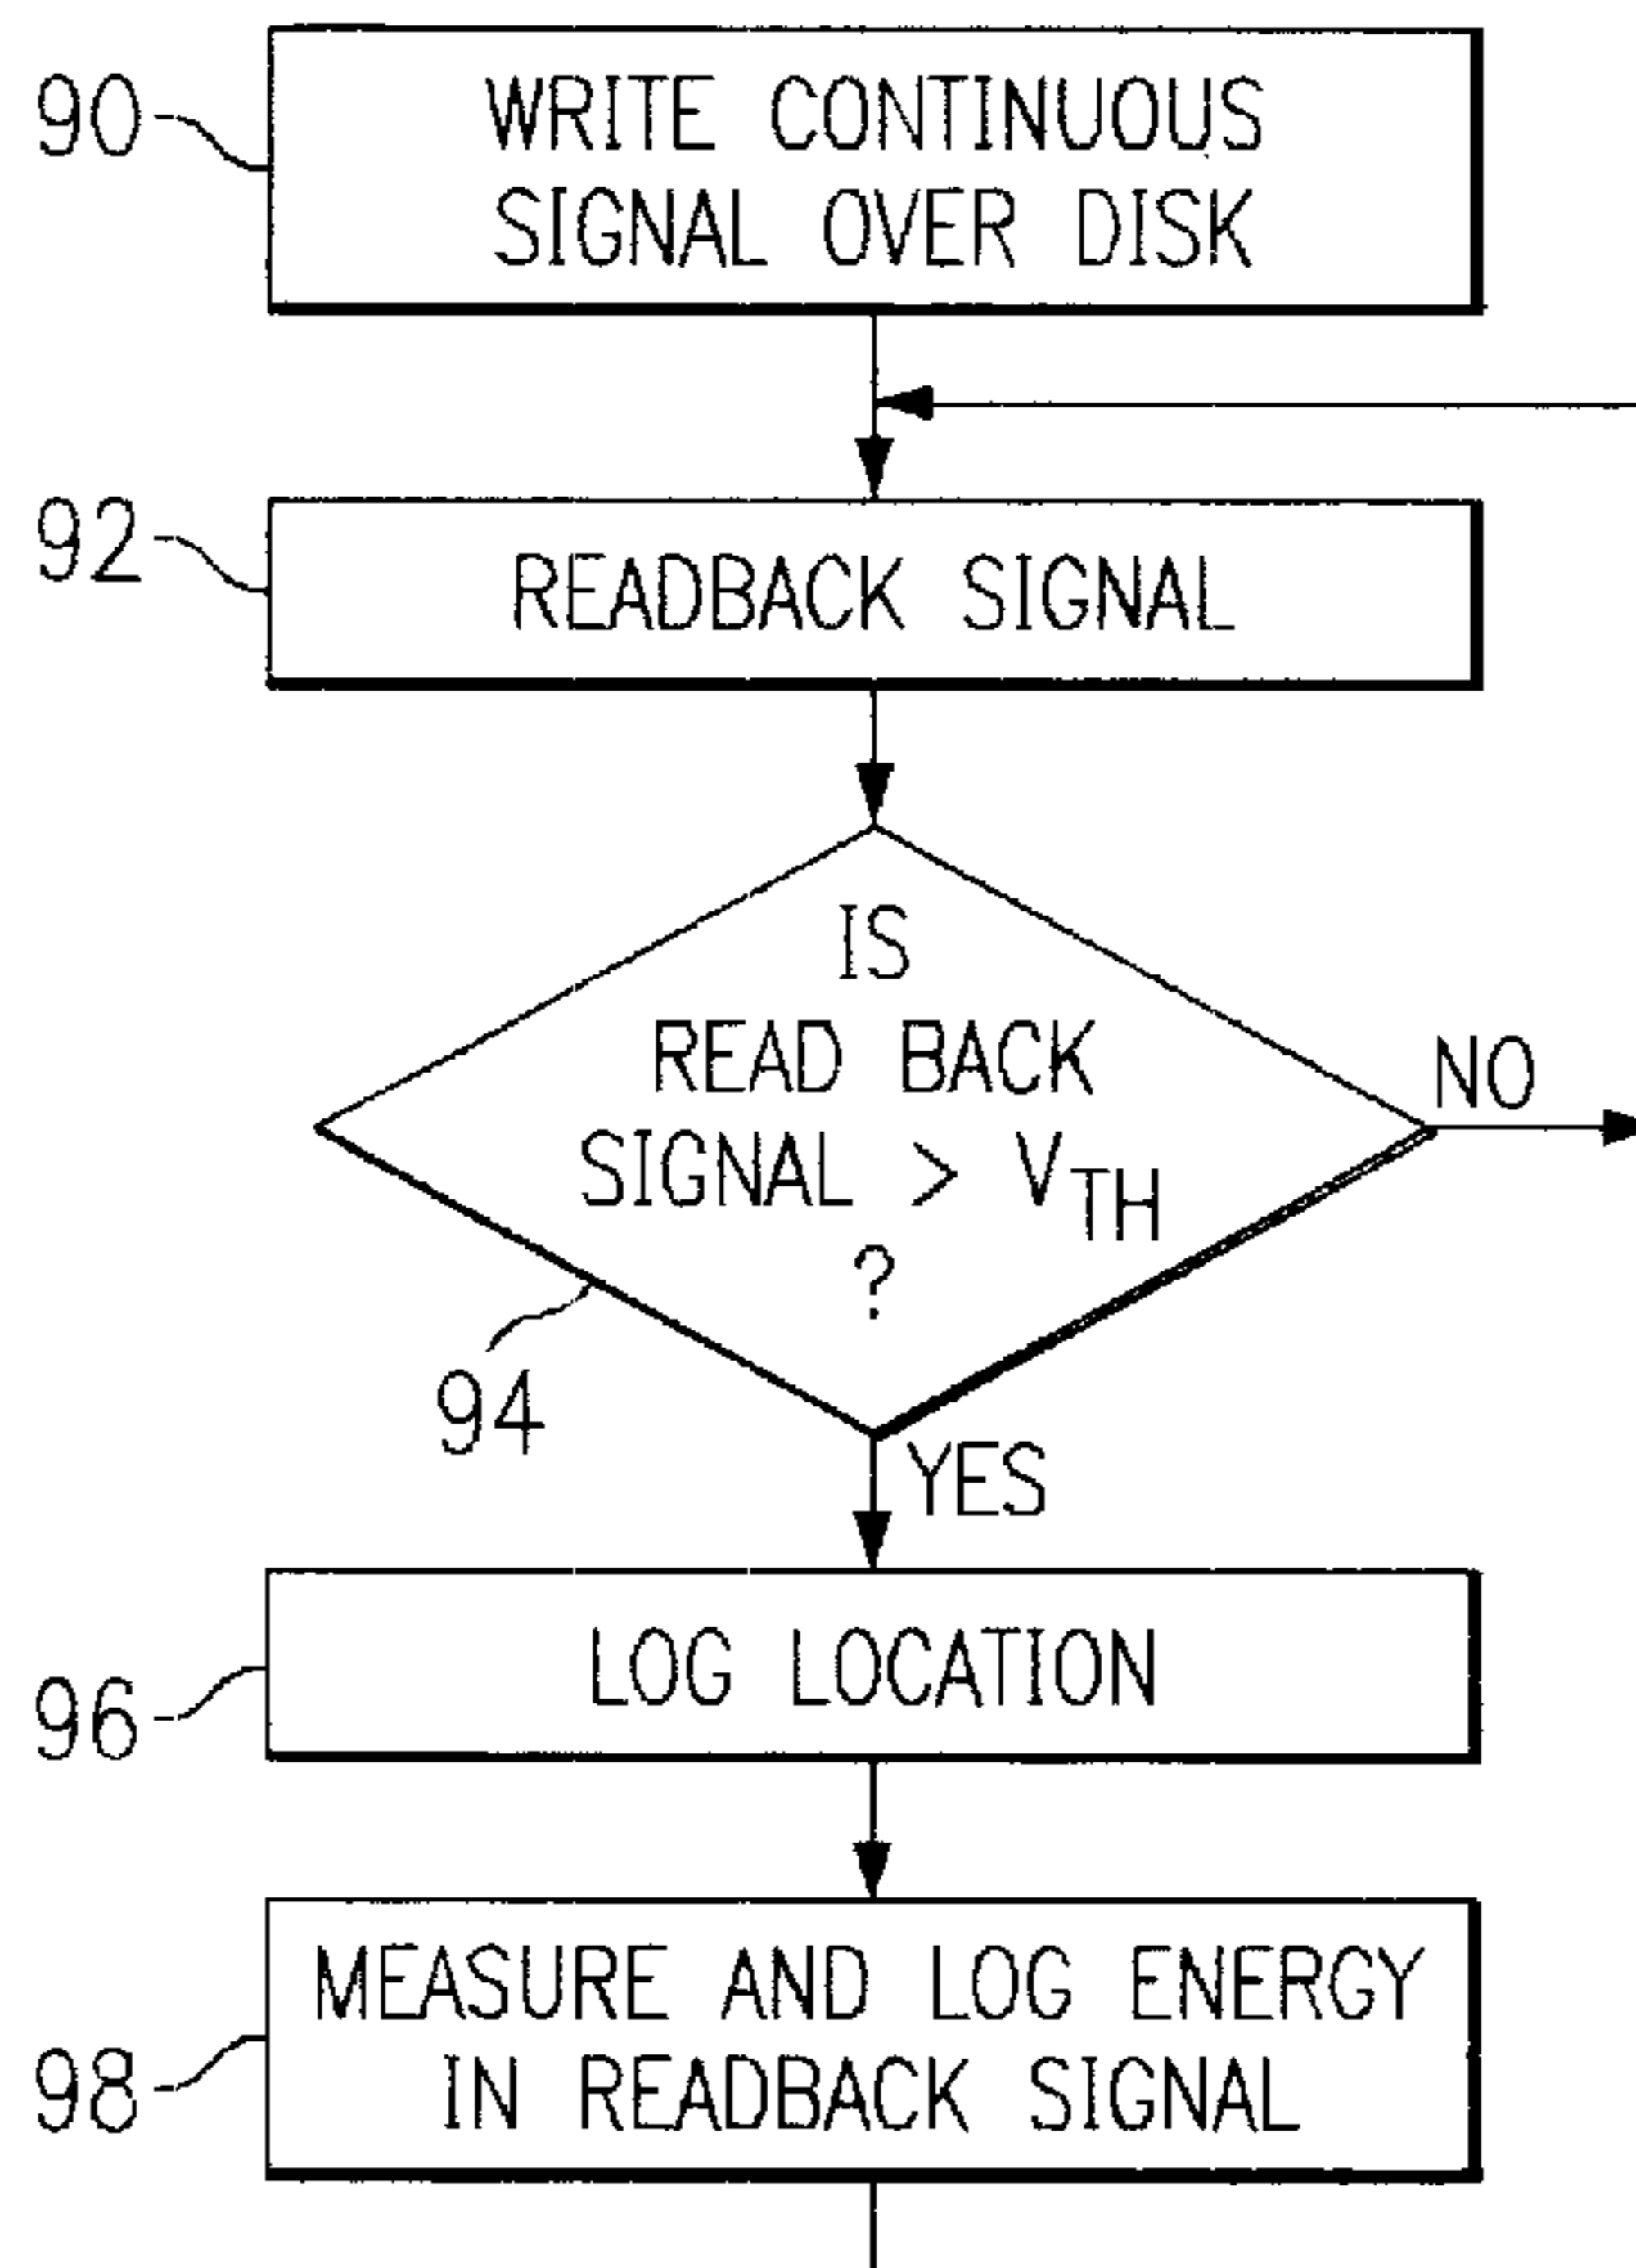 90
WRITE CONTINUOUS
SIGNAL OVER DISK
92
READBACK SIGNAL
IS
READ BACK
SIGNAL > VTH
?
NO
94
YES
96
LOG LOCATION
98
MEASURE AND LOG ENERGY
IN READBACK SIGNAL